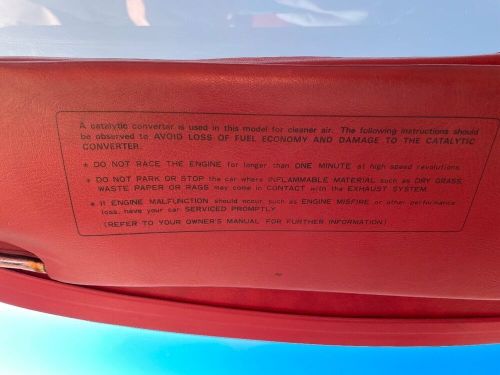 A catalytic converter is used in this model for cleaner air. The following instructions should
be observed to AVOID LOSS OF FUEL ECONOMY AND DAMAGE TO THE CATALYTIC
CONVERTER.
* DO NOT RACE THE ENGINE for longer than ONE MINUTE at high speed revolutions.
* DO NOT PARK OR STOP the car where INFLAMMABLE MATERIAL such as DRY GRASS,
WASTE PAPER OR RAGS may come in CONTACT with the EXHAUST SYSTEM.
* If ENGINE MALFUNCTION should occur such as ENGINE MISFIRE or other performance
loss, have your car SERVICED PROMPTLY.
(REFER TO YOUR OWNER'S MANUAL FOR FURTHER INFORMATION)